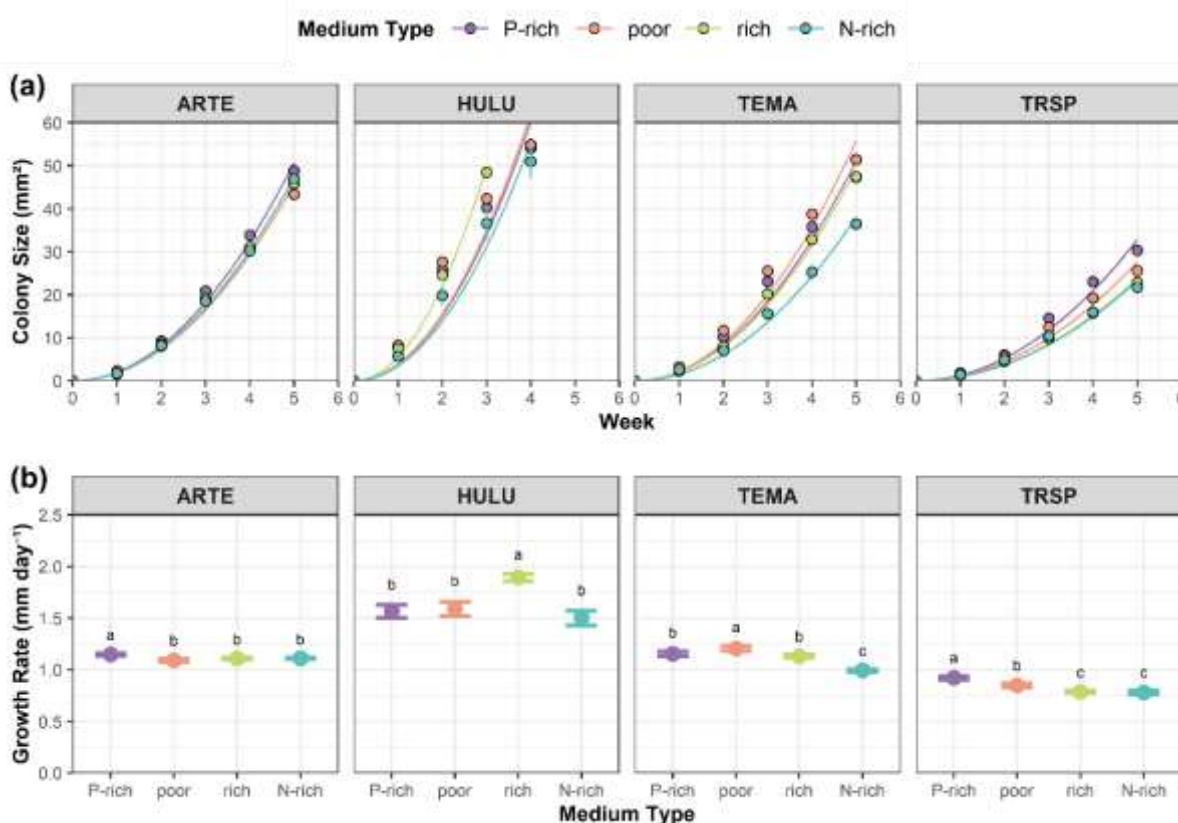 Medium Type P-rich poor rich N-rich
(a)
ARTE HULU TEMA TRSP
Colony Size (mm²)
60
50
40
30
20
10
0
0 1 2 3 4 5 6 0 1 2 3 4 5 6 0 1 2 3 4 5 6 0 1 2 3 4 5 6
Week
(b)
ARTE HULU TEMA TRSP
Growth Rate (mm day⁻¹)
2.5
2.0
1.5
1.0
0.5
0.0
a b b b
b b a b
b a b c
a b c c
P-rich poor rich N-rich P-rich poor rich N-rich P-rich poor rich N-rich P-rich poor rich N-rich
Medium Type